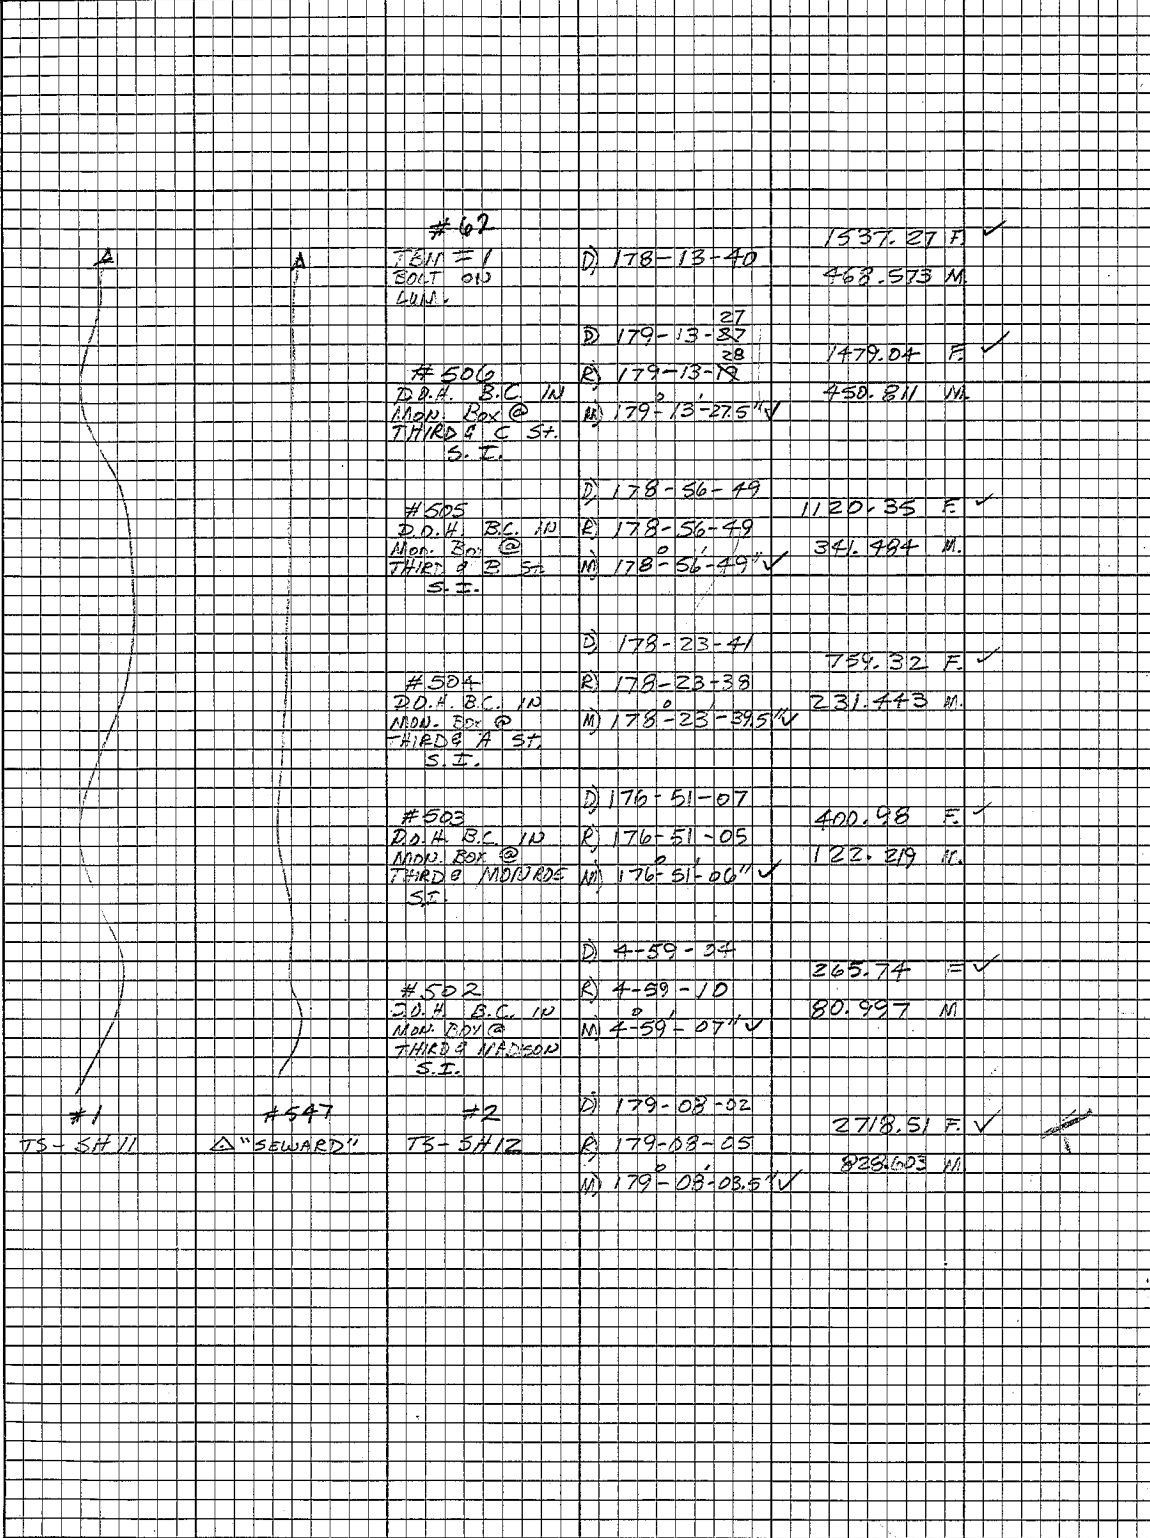 #62
TBM #1
BOLT ON
LUM.
D) 178-13-40
1537.27 F. ✓
468.573 M.
27
D) 179-13-
28
R) 179-13-
M) 179°-13'-27.5" ✓
1479.04 F. ✓
450.811 M.
#506
D.O.H. B.C. IN
MON. BOX @
THIRD & C ST.
S.I.
D) 178-56-49
R) 178-56-49
M) 178°-56'-49" ✓
1120.35 F. ✓
341.484 M.
#505
D.O.H. B.C. IN
MON. BOX @
THIRD & B ST.
S.I.
D) 178-23-41
R) 178-23-38
M) 178°-23-39.5" ✓
759.32 F. ✓
231.443 M.
#504
D.O.H. B.C. IN
MON. BOX @
THIRD & A ST.
S.I.
D) 176-51-07
R) 176-51-05
M) 176°-51'-06" ✓
400.98 F. ✓
122.219 M.
#503
D.O.H. B.C. IN
MON. BOX @
THIRD & MONROE
S.I.
D) 4-59-
R) 4-59-10
M) 4°-59'-07" ✓
265.74 F ✓
80.997 M
#502
D.O.H. B.C. IN
MON. BOX @
THIRD & MADISON
S.I.
#1
TS-SH11
#547
△ "SEWARD"
#2
TS-SH12
D) 179-08-02
R) 179-08-05
M) 179°-08'-03.5" ✓
2718.51 F. ✓
828.603 M.